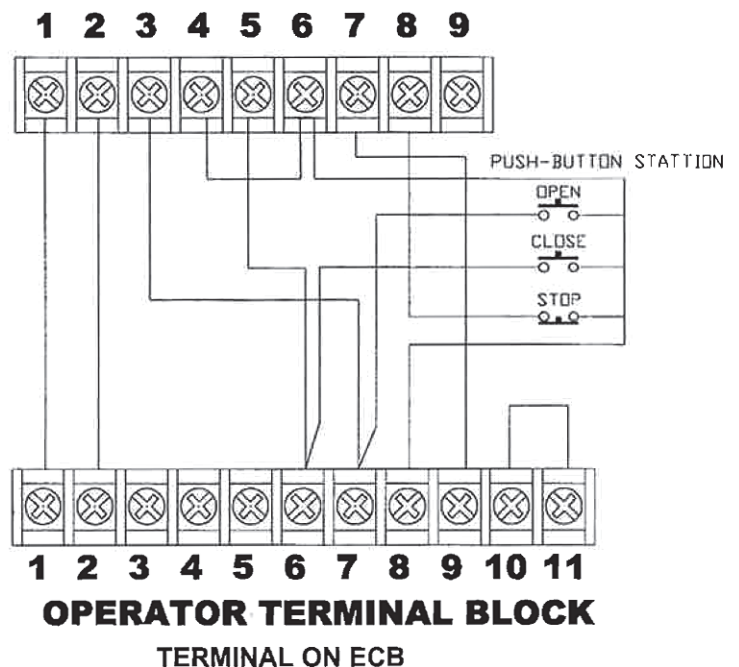 1 2 3 4 5 6 7 8 9
PUSH-BUTTON STATTION
OPEN
CLOSE
STOP
1 2 3 4 5 6 7 8 9 10 11
OPERATOR TERMINAL BLOCK
TERMINAL ON ECB